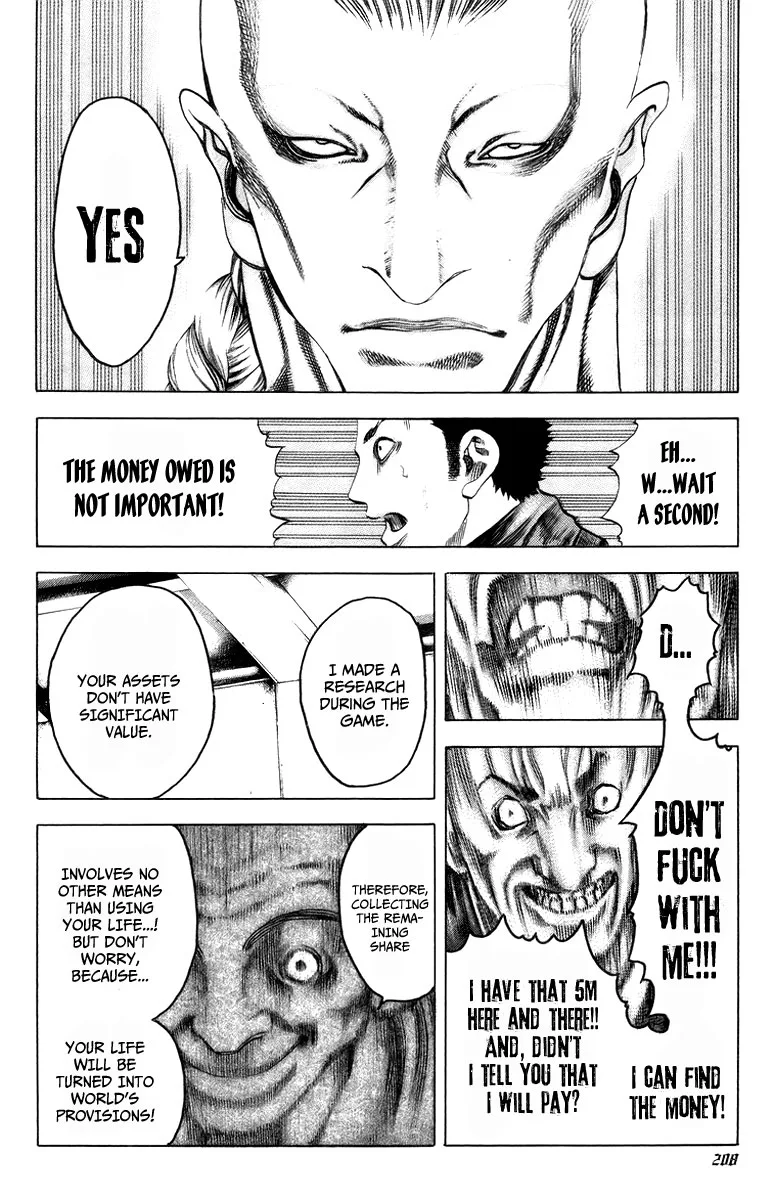 YES
EH...
W...WAIT
A SECOND!
THE MONEY OWED IS
NOT IMPORTANT!
D...
DON'T
FUCK
WITH
ME!!!
I CAN FIND
THE MONEY!
I HAVE THAT 5M
HERE AND THERE!!
AND, DIDN'T
I TELL YOU THAT
I WILL PAY?
I MADE A
RESEARCH
DURING THE
GAME.
YOUR ASSETS
DON'T HAVE
SIGNIFICANT
VALUE.
THEREFORE,
COLLECTING
THE REMA-
INING
SHARE
INVOLVES NO
OTHER MEANS
THAN USING
YOUR LIFE...!
BUT DON'T
WORRY,
BECAUSE...
YOUR LIFE
WILL BE
TURNED INTO
WORLD'S
PROVISIONS!
208